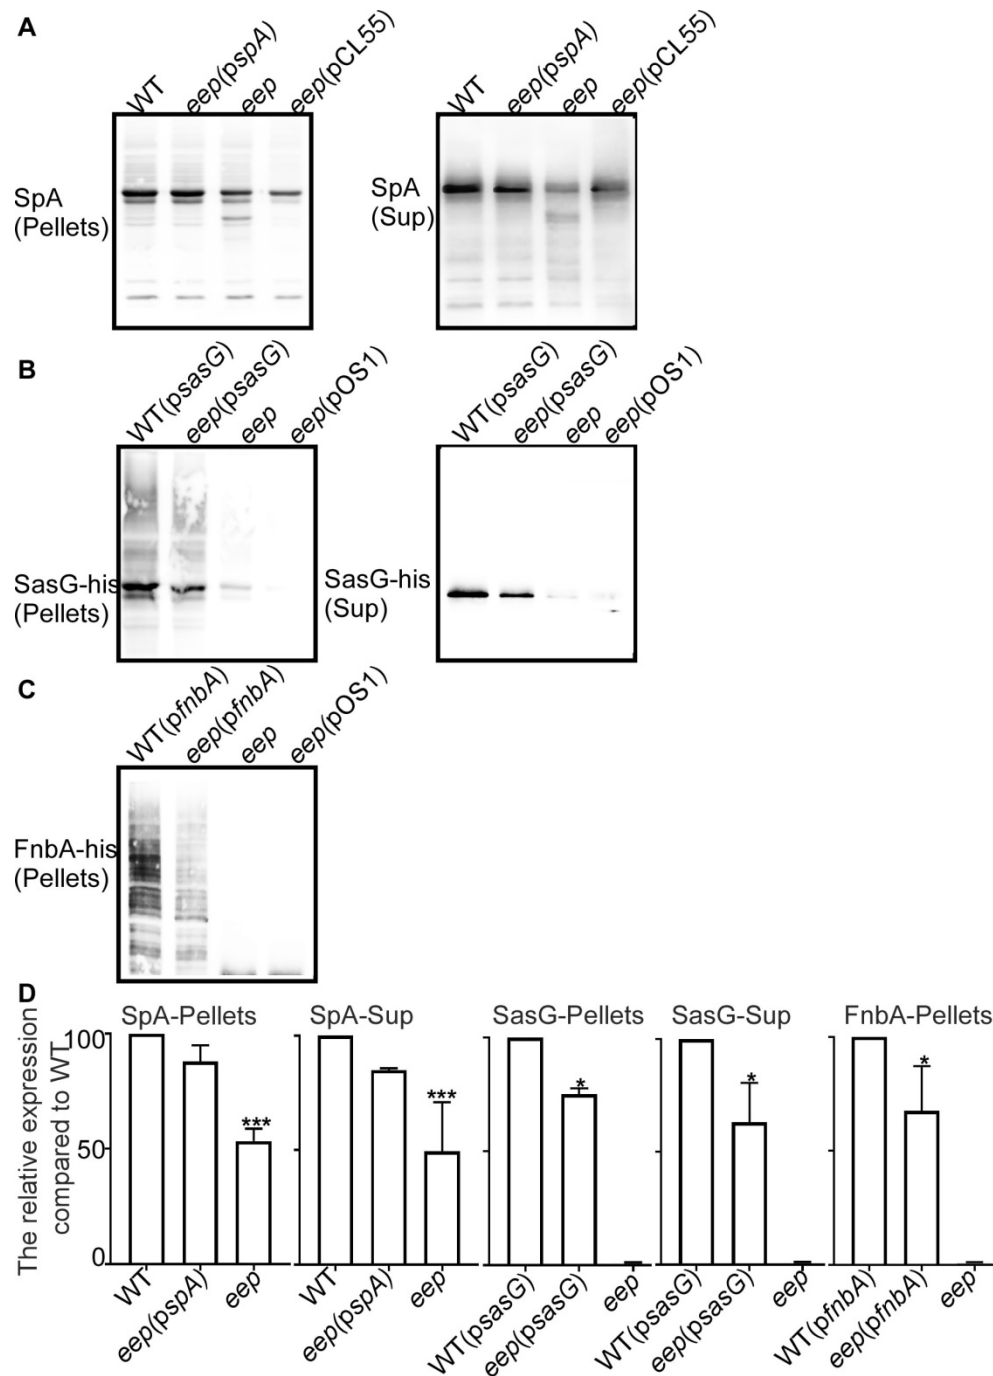 A
WT
eep(pspA)
eep
eep(pCL55)
SpA
(Pellets)
WT
eep(pspA)
eep
eep(pCL55)
SpA
(Sup)
B
WT(psasG)
eep(psasG)
eep
eep(pOS1)
SasG-his
(Pellets)
WT(psasG)
eep(psasG)
eep
eep(pOS1)
SasG-his
(Sup)
C
WT(pfnbA)
eep(pfnbA)
eep
eep(pOS1)
FnbA-his
(Pellets)
D
The relative expression
compared to WT
100
50
0
SpA-Pellets
***
WT
eep(pspA)
eep
SpA-Sup
***
WT
eep(pspA)
eep
SasG-Pellets
*
WT(psasG)
eep(psasG)
eep
SasG-Sup
*
WT(psasG)
eep(psasG)
eep
FnbA-Pellets
*
WT(pfnbA)
eep(pfnbA)
eep